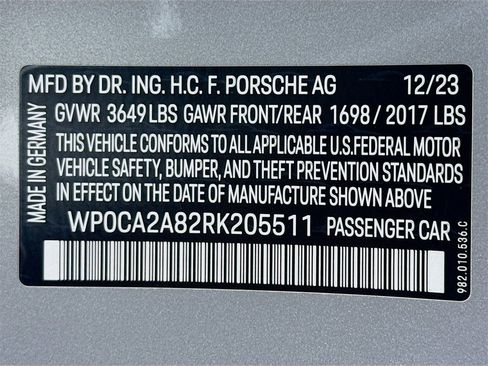 MFD BY DR. ING. H.C. F. PORSCHE AG 12/23
GVWR 3649 LBS GAWR FRONT/REAR 1698 / 2017 LBS
THIS VEHICLE CONFORMS TO ALL APPLICABLE U.S.FEDERAL MOTOR
VEHICLE SAFETY, BUMPER, AND THEFT PREVENTION STANDARDS
IN EFFECT ON THE DATE OF MANUFACTURE SHOWN ABOVE
WP0CA2A82RK205511 PASSENGER CAR
MADE IN GERMANY
982.010.536.C